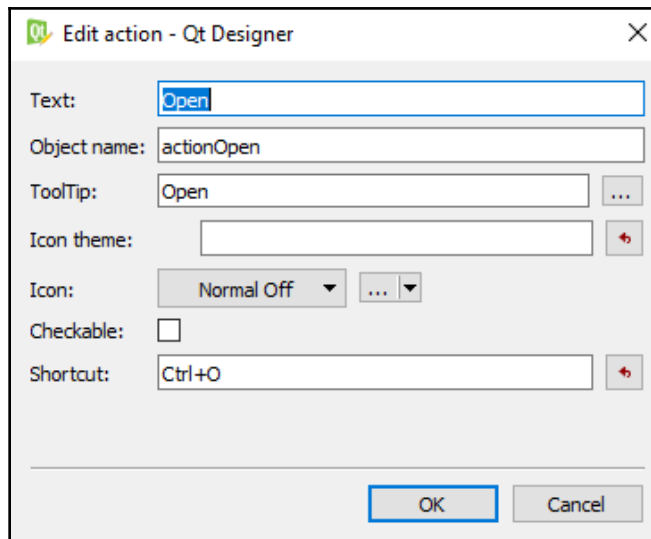 Qt Edit action - Qt Designer
Text: Open
Object name: actionOpen
ToolTip: Open ...
Icon theme:
Icon: Normal Off ...
Checkable:
Shortcut: Ctrl+O
OK Cancel